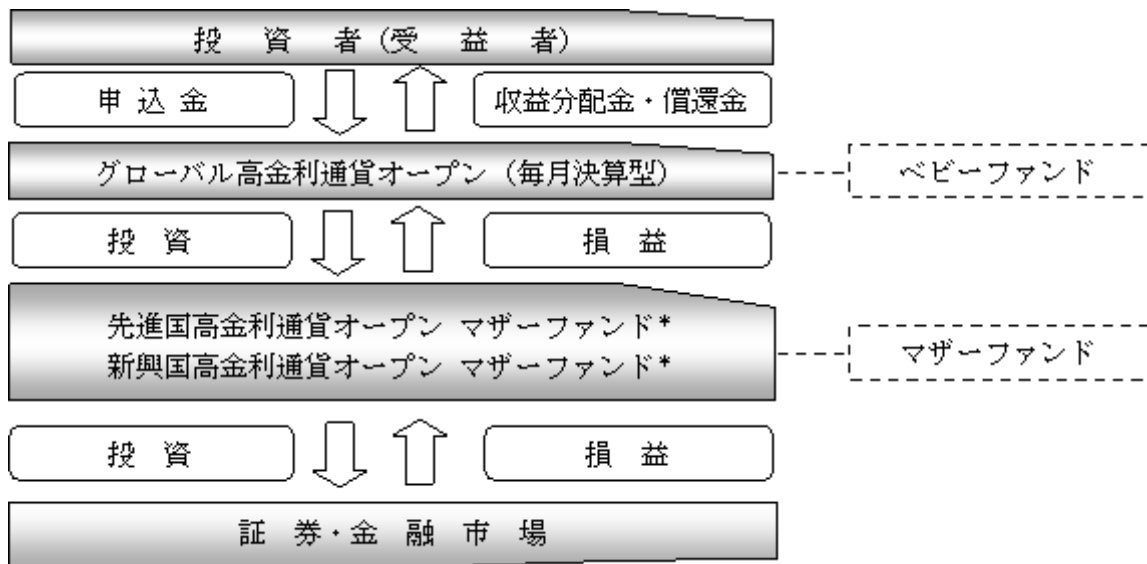 投資者(受益者)
申込金
収益分配金・償還金
グローバル高金利通貨オープン(毎月決算型)
ベビーファンド
投資
損益
先進国高金利通貨オープン マザーファンド*
新興国高金利通貨オープン マザーファンド*
マザーファンド
投資
損益
証券・金融市場